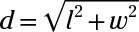 d = √(l² + w²)